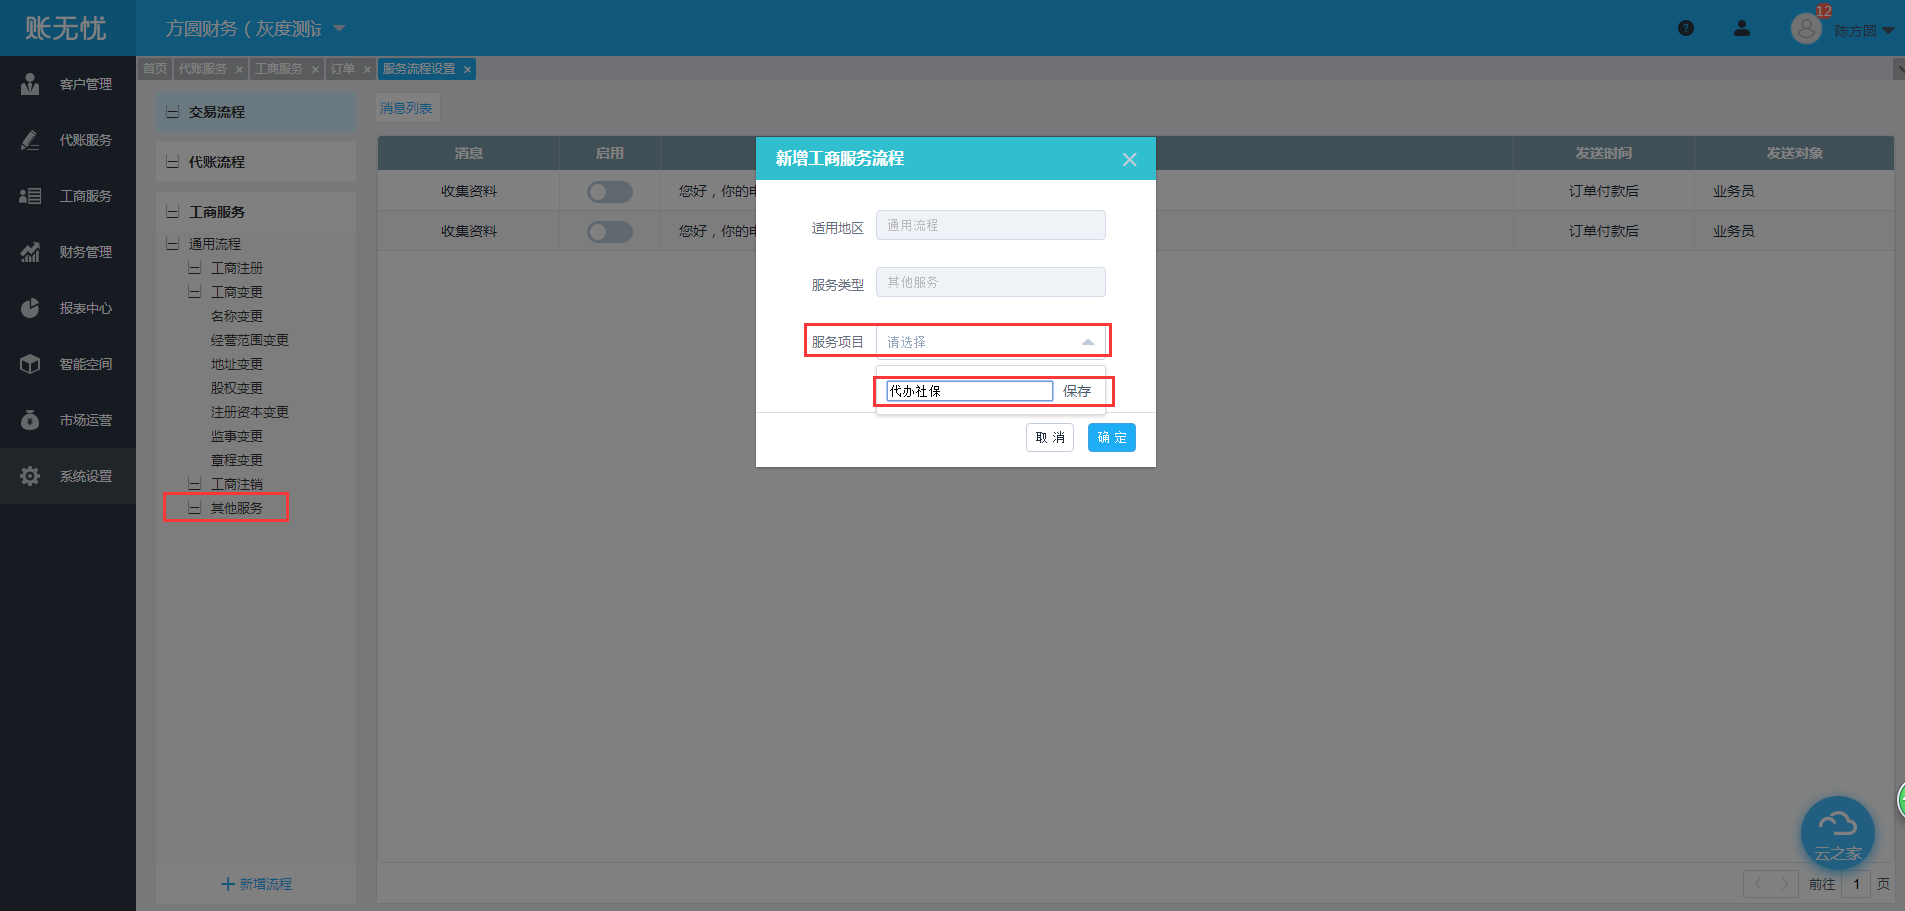 账无忧
方圆财务（灰度测试
12
陈方圆
客户管理
代账服务
工商服务
财务管理
报表中心
智能空间
市场运营
系统设置
首页
代账服务 ×
工商服务 ×
订单 ×
服务流程设置 ×
交易流程
代账流程
工商服务
通用流程
工商注册
工商变更
名称变更
经营范围变更
地址变更
股权变更
注册资本变更
监事变更
章程变更
工商注销
其他服务
新增流程
消息列表
消息 启用 发送时间 发送对象
收集资料 您好，你的 订单付款后 业务员
收集资料 您好，你的 订单付款后 业务员
新增工商服务流程
适用地区 通用流程
服务类型 其他服务
服务项目 请选择
代办社保 保存
取消 确定
云之家
前往 1 页